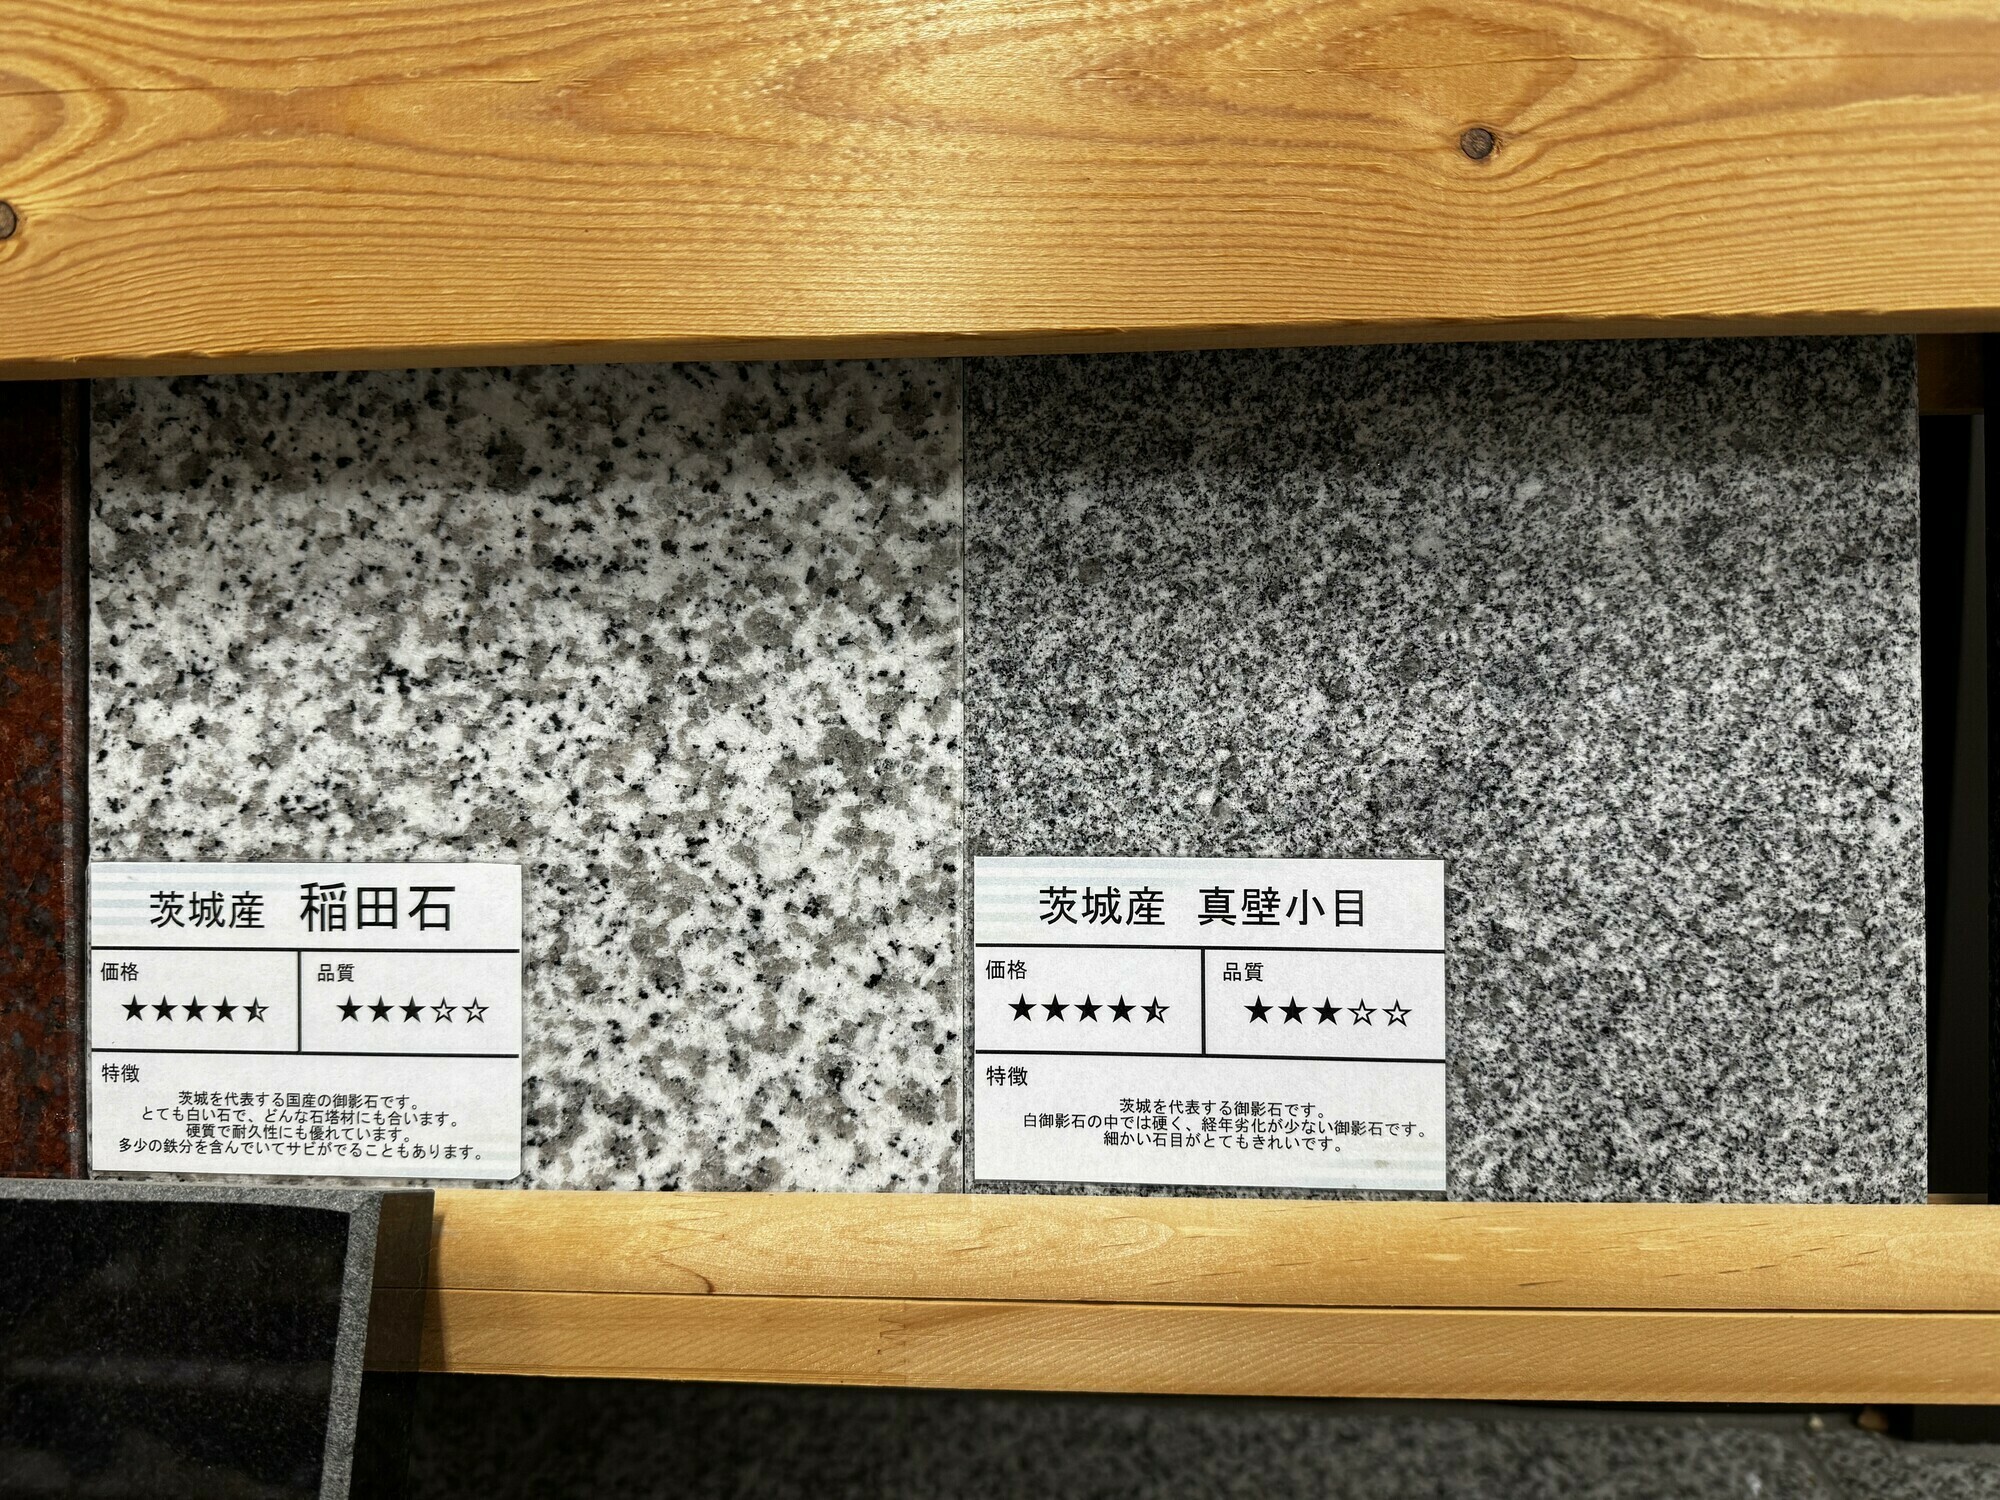 茨城産 稲田石
価格
★★★★⯪
品質
★★★☆☆
特徴
茨城を代表する国産の御影石です。
とても白い石で、どんな石塔材にも合います。
硬質で耐久性にも優れています。
多少の鉄分を含んでいてサビがでることもあります。
茨城産 真壁小目
価格
★★★★⯪
品質
★★★☆☆
特徴
茨城を代表する御影石です。
白御影石の中では硬く、経年劣化が少ない御影石です。
細かい石目がとてもきれいです。